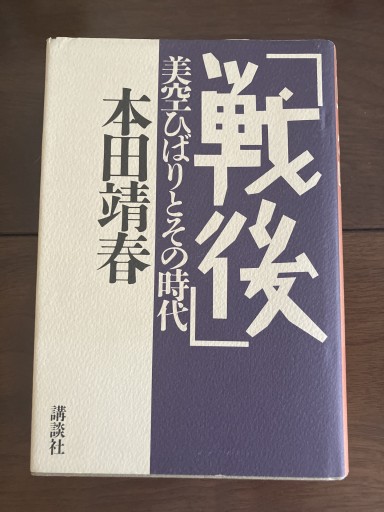 「戦後」
美空ひばりとその時代
本田靖春
講談社